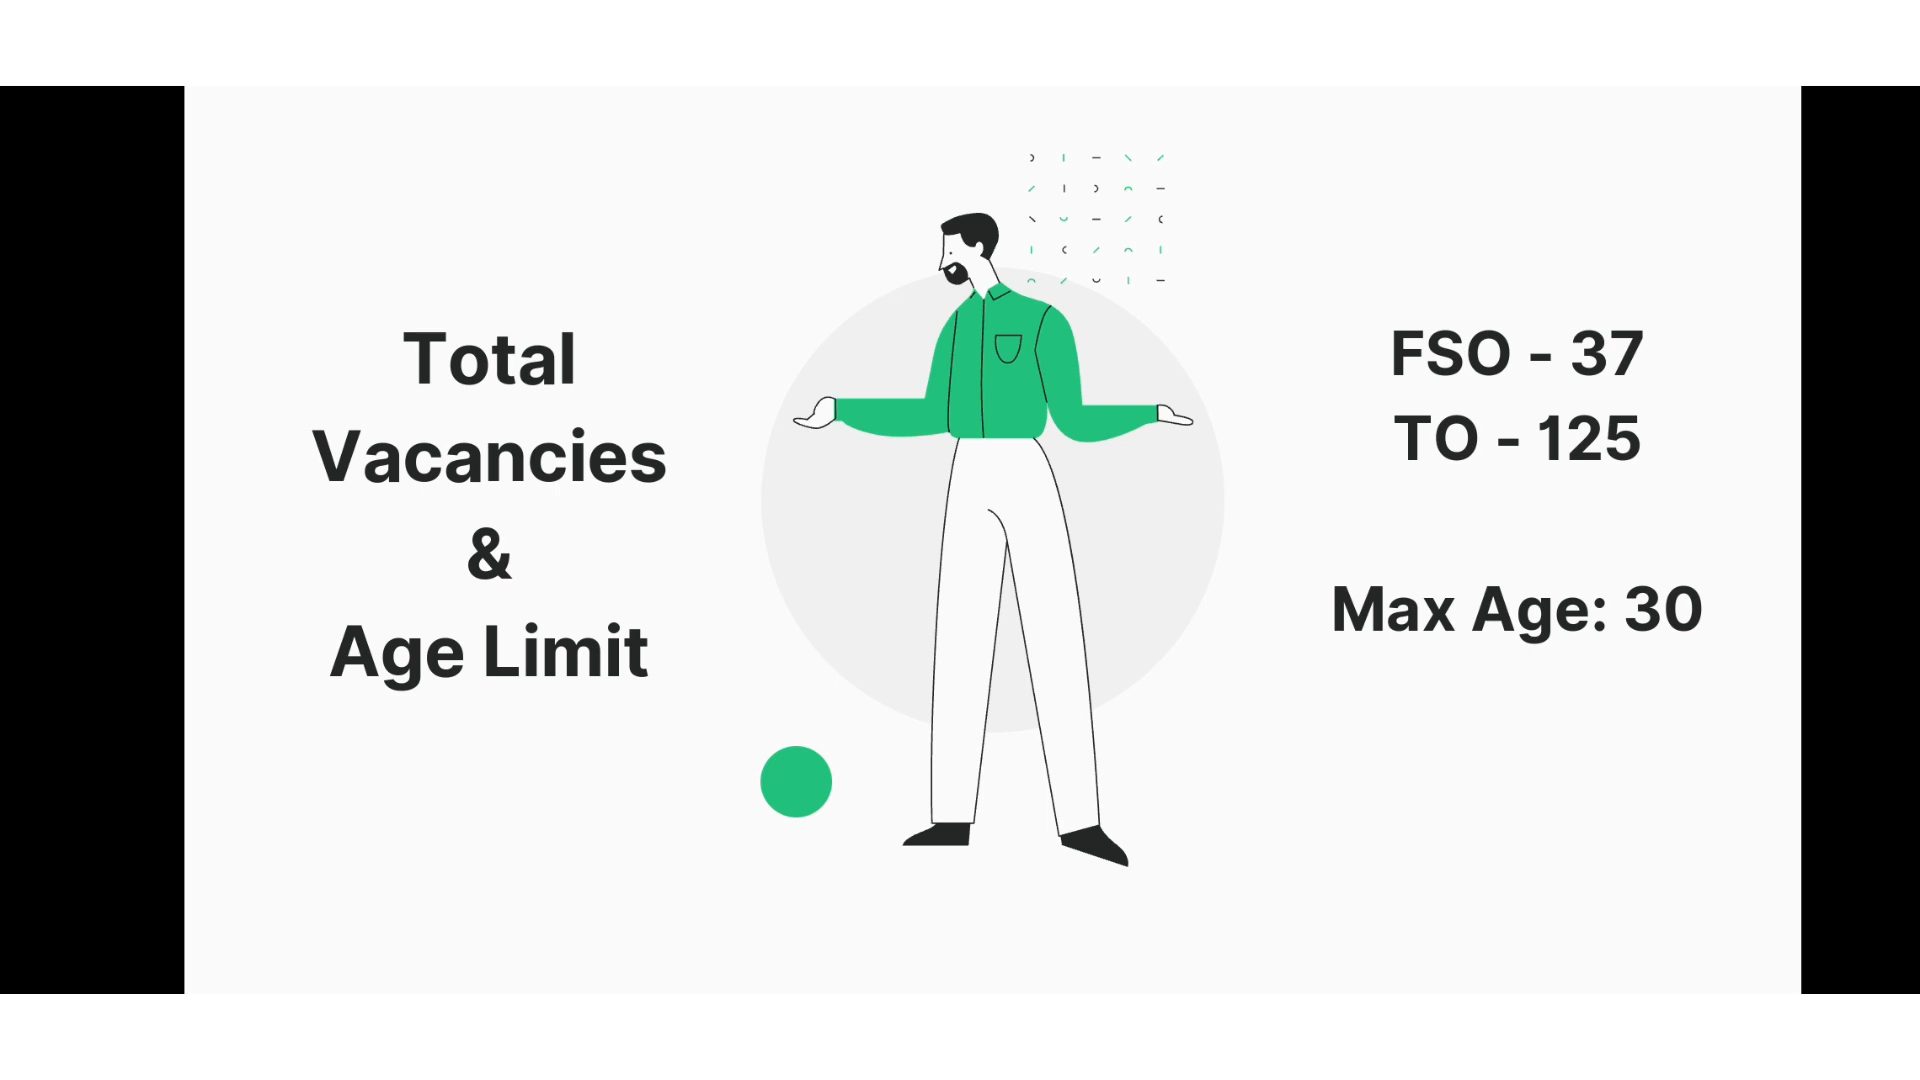 Total
Vacancies
&
Age Limit
FSO - 37
TO - 125
Max Age: 30